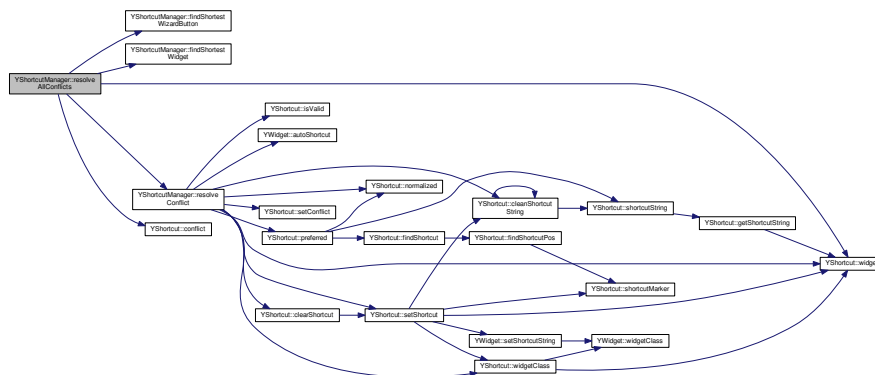 YShortcutManager::findShortest
WizardButton
YShortcutManager::findShortest
Widget
YShortcutManager::resolve
AllConflicts
YShortcut::isValid
YWidget::autoShortcut
YShortcut::normalized
YShortcutManager::resolve
Conflict
YShortcut::cleanShortcut
String
YShortcut::shortcutString
YShortcut::setConflict
YShortcut::getShortcutString
YShortcut::conflict
YShortcut::preferred
YShortcut::findShortcut
YShortcut::findShortcutPos
YShortcut::widget
YShortcut::shortcutMarker
YShortcut::clearShortcut
YShortcut::setShortcut
YWidget::setShortcutString
YWidget::widgetClass
YShortcut::widgetClass